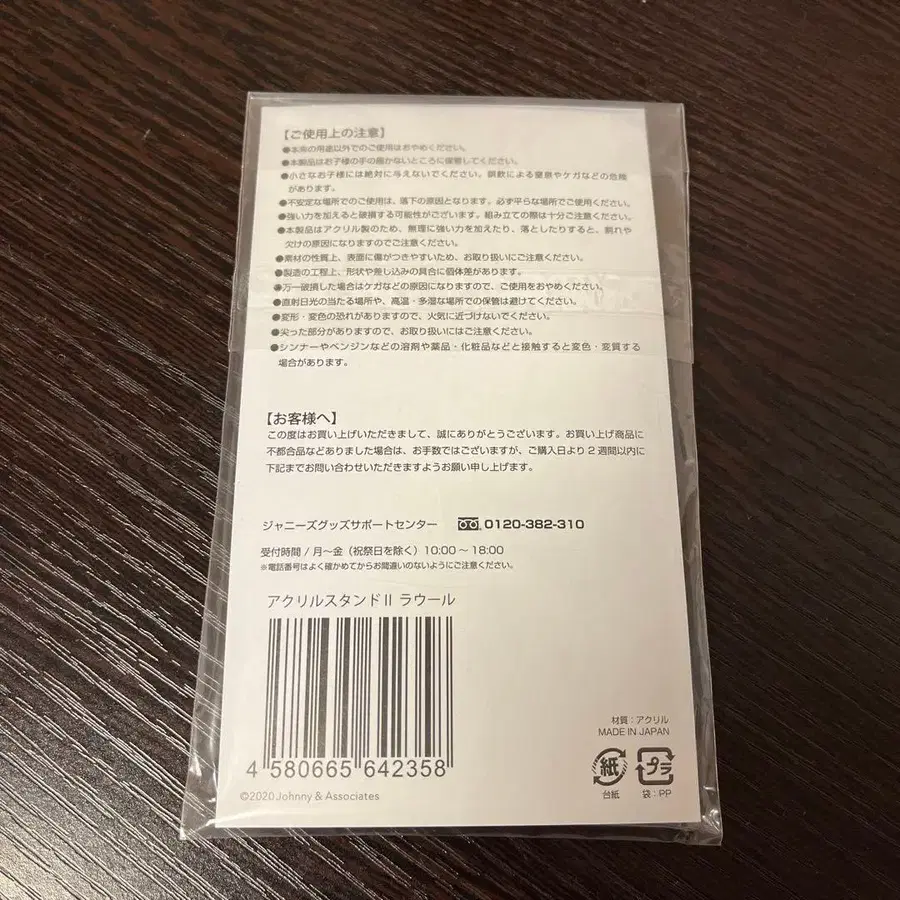 【ご使用上の注意】
●本来の用途以外でのご使用はおやめください。
●本製品はお子様の手の届かないところに保管してください。
●小さなお子様には絶対に与えないでください。誤飲による窒息やケガなどの危険
があります。
●不安定な場所でのご使用は、落下の原因となります。必ず平らな場所でご使用ください。
●強い力を加えると破損する可能性がございます。組み立ての際は十分ご注意ください。
●本製品はアクリル製のため、無理に強い力を加えたり、落としたりすると、割れや
欠けの原因になりますのでご注意ください。
●素材の性質上、表面に傷がつきやすいため、お取り扱いにご注意ください。
●製造の工程上、形状や差し込みの具合に個体差があります。
●万一破損した場合はケガなどの原因になりますので、ご使用をおやめください。
●直射日光の当たる場所や、高温・多湿な場所での保管は避けてください。
●変形・変色の恐れがありますので、火気に近づけないでください。
●尖った部分がありますので、お取り扱いにはご注意ください。
●シンナーやベンジンなどの溶剤や薬品・化粧品などと接触すると変色・変質する
場合があります。
【お客様へ】
この度はお買い上げいただきまして、誠にありがとうございます。お買い上げ商品に
不都合品などありました場合は、お手数ではございますが、ご購入日より2週間以内に
下記までお問い合わせいただきますようお願い申し上げます。
ジャニーズグッズサポートセンター 0120-382-310
受付時間 / 月〜金（祝祭日を除く）10:00 〜 18:00
※電話番号はよく確かめてからお間違いのないようにご注意ください。
アクリルスタンドⅡ ラウール
4 580665 642358
©2020 Johnny & Associates
材質：アクリル
MADE IN JAPAN
紙 プラ
台紙 袋：PP